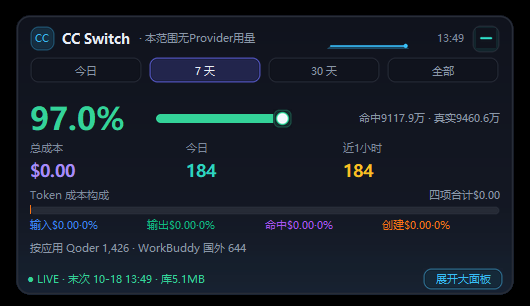 CC CC Switch · 本范围无Provider用量 13:49
今日 7 天 30 天 全部
97.0% 命中9117.9万 · 真实9460.6万
总成本 今日 近1小时
$0.00 184 184
Token 成本构成 四项合计$0.00
输入$0.00·0% 输出$0.00·0% 命中$0.00·0% 创建$0.00·0%
按应用 Qoder 1,426 · WorkBuddy 国外 644
LIVE · 末次 10-18 13:49 · 库5.1MB 展开大面板